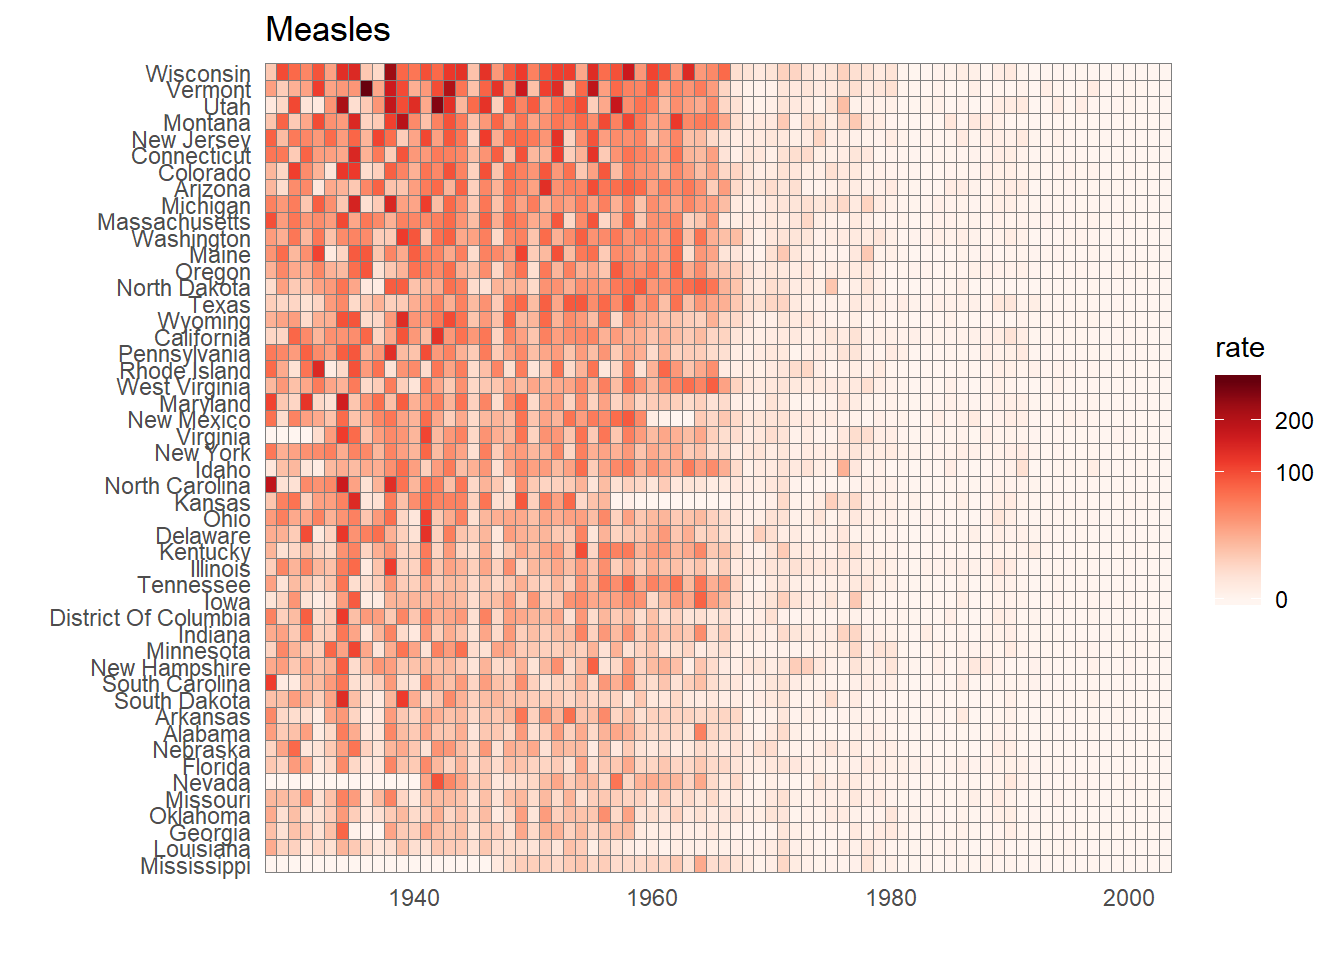 Measles
Wisconsin
Vermont
Utah
Montana
New Jersey
Connecticut
Colorado
Arizona
Michigan
Massachusetts
Washington
Maine
Oregon
North Dakota
Texas
Wyoming
California
Pennsylvania
Rhode Island
West Virginia
Maryland
New Mexico
Virginia
New York
Idaho
North Carolina
Kansas
Ohio
Delaware
Kentucky
Illinois
Tennessee
Iowa
District Of Columbia
Indiana
Minnesota
New Hampshire
South Carolina
South Dakota
Arkansas
Alabama
Nebraska
Florida
Nevada
Missouri
Oklahoma
Georgia
Louisiana
Mississippi
1940 1960 1980 2000
rate
200
100
0